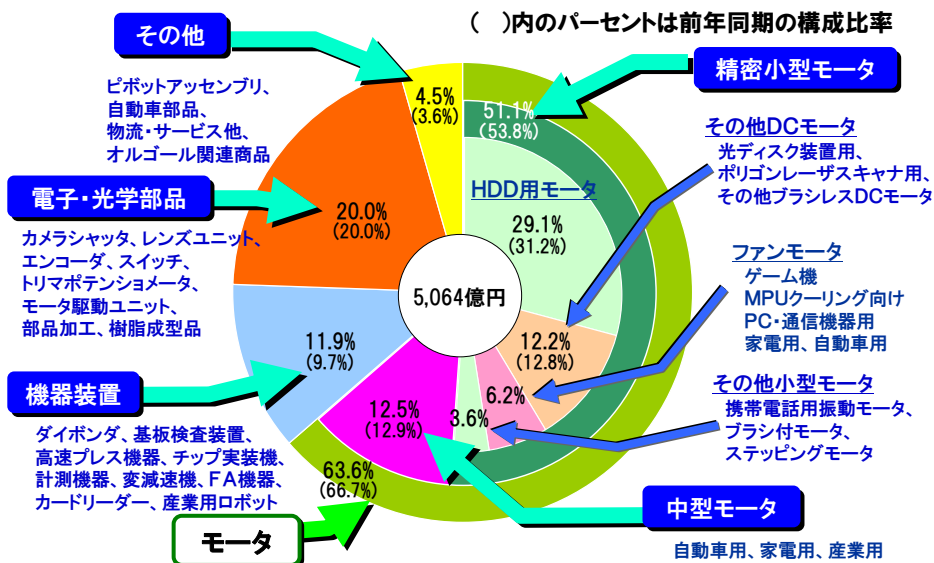 ( )内のパーセントは前年同期の構成比率
その他
ピボットアッセンブリ、
自動車部品、
物流・サービス他、
オルゴール関連商品
4.5%
(3.6%)
精密小型モータ
51.1%
(53.8%)
その他DCモータ
光ディスク装置用、
ポリゴンレーザスキャナ用、
その他ブラシレスDCモータ
HDD用モータ
29.1%
(31.2%)
電子・光学部品
カメラシャッタ、レンズユニット、
エンコーダ、スイッチ、
トリマポテンショメータ、
モータ駆動ユニット、
部品加工、樹脂成型品
20.0%
(20.0%)
5,064億円
ファンモータ
ゲーム機
MPUクーリング向け
PC・通信機器用
家電用、自動車用
12.2%
(12.8%)
11.9%
(9.7%)
機器装置
ダイボンダ、基板検査装置、
高速プレス機器、チップ実装機、
計測機器、変減速機、FA機器、
カードリーダー、産業用ロボット
6.2%
その他小型モータ
携帯電話用振動モータ、
ブラシ付モータ、
ステッピングモータ
3.6%
12.5%
(12.9%)
63.6%
(66.7%)
モータ
中型モータ
自動車用、家電用、産業用